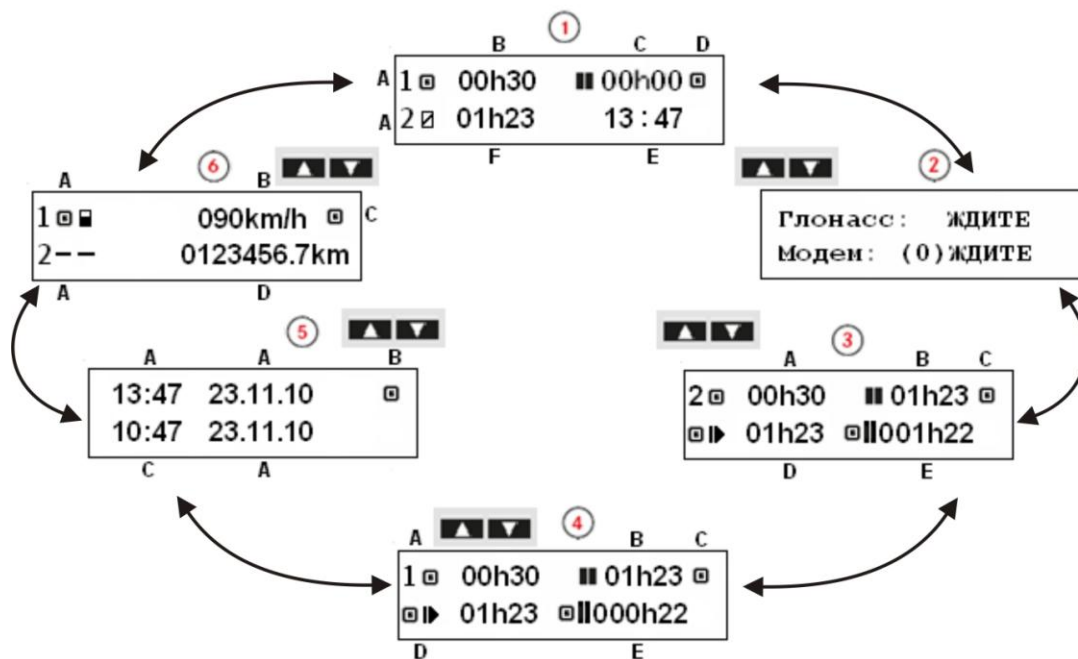 1
B C D
A 1 00h30 00h00
A 2 01h23 13:47
F E
2
Глонасс: ЖДИТЕ
Модем: (0)ЖДИТЕ
3
A B C
2 00h30 01h23
01h23 001h22
D E
4
A B C
1 00h30 01h23
01h23 000h22
D E
5
A A B
13:47 23.11.10
10:47 23.11.10
C A
6
A B
1 090km/h C
2-- 0123456.7km
A D